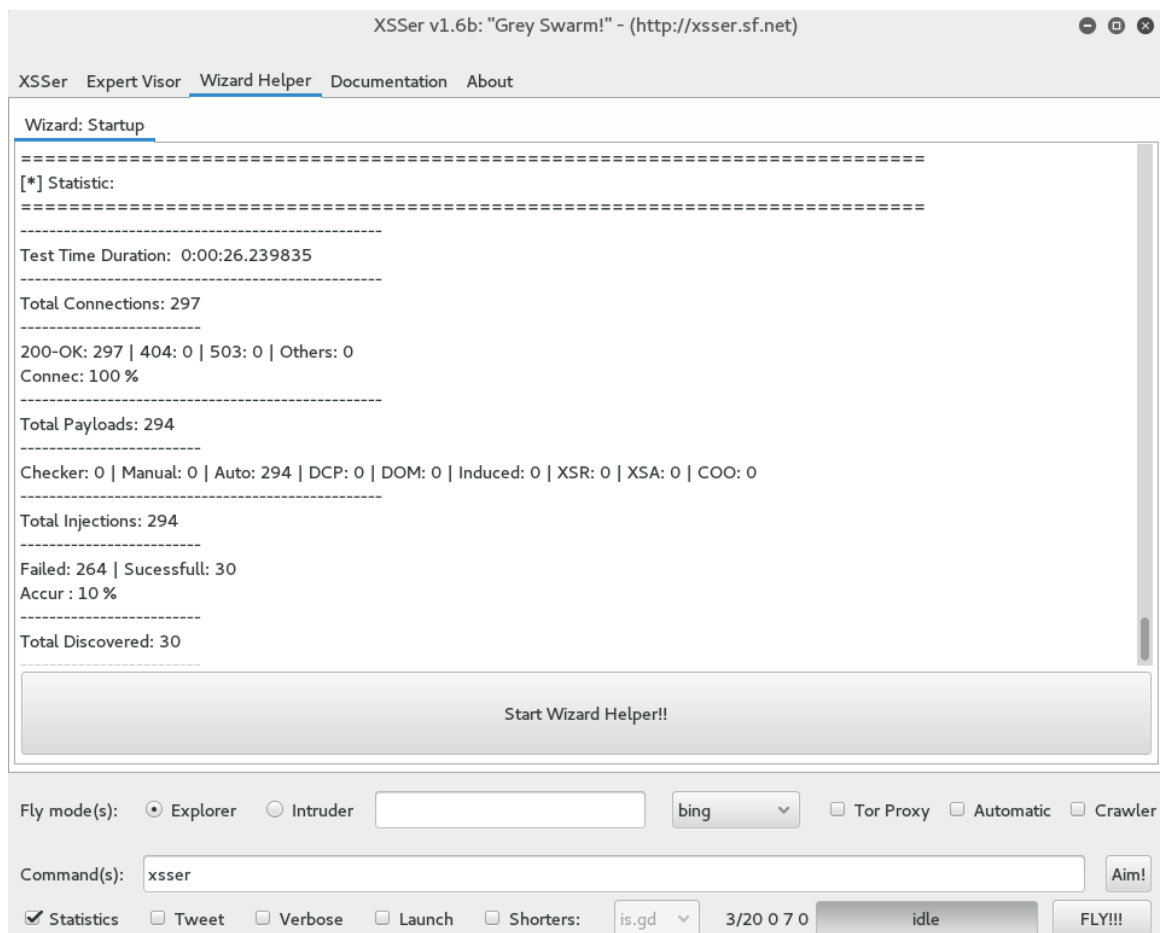 XSSer v1.6b: "Grey Swarm!" - (http://xsser.sf.net)
XSSer Expert Visor Wizard Helper Documentation About
Wizard: Startup
===========================================================================
[*] Statistic:
===========================================================================
--------------------------------------------------
Test Time Duration:  0:00:26.239835
--------------------------------------------------
Total Connections: 297
-------------------------
200-OK: 297 | 404: 0 | 503: 0 | Others: 0
Connec: 100 %
--------------------------------------------------
Total Payloads: 294
-------------------------
Checker: 0 | Manual: 0 | Auto: 294 | DCP: 0 | DOM: 0 | Induced: 0 | XSR: 0 | XSA: 0 | COO: 0
--------------------------------------------------
Total Injections: 294
-------------------------
Failed: 264 | Sucessfull: 30
Accur : 10 %
-------------------------
Total Discovered: 30
-------------------------
Start Wizard Helper!!
Fly mode(s): Explorer Intruder bing Tor Proxy Automatic Crawler
Command(s): xsser Aim!
Statistics Tweet Verbose Launch Shorters: is.gd 3/20 0 7 0 idle FLY!!!